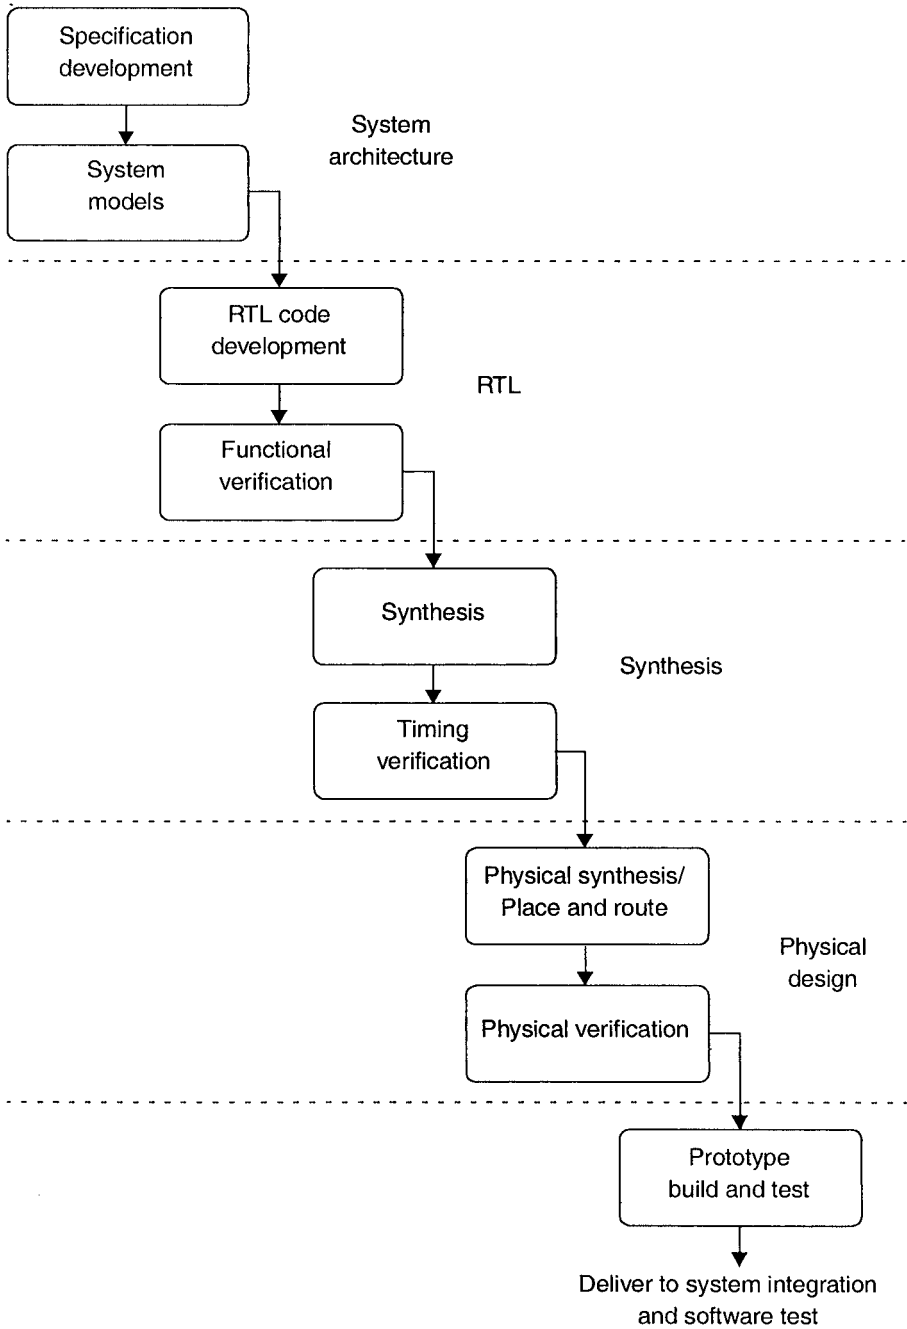 Specification
development
System
architecture
System
models
RTL code
development
RTL
Functional
verification
Synthesis
Synthesis
Timing
verification
Physical synthesis/
Place and route
Physical
design
Physical verification
Prototype
build and test
Deliver to system integration
and software test